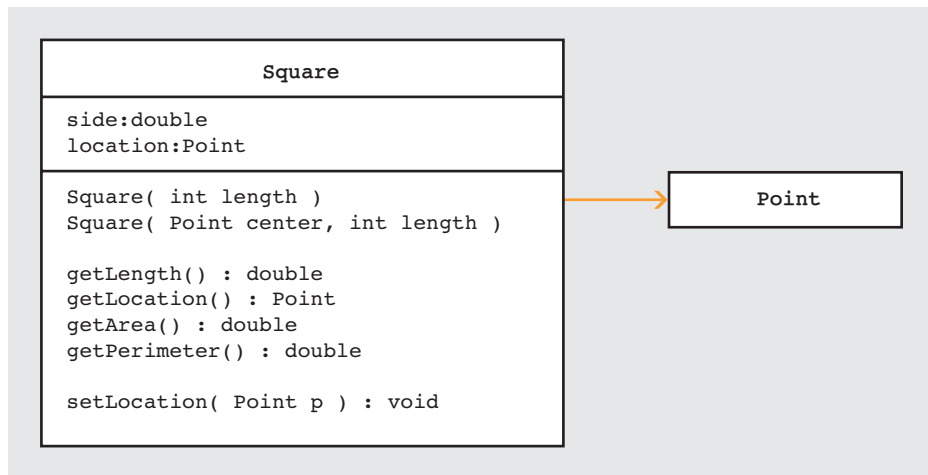 Square
side:double
location:Point
Square( int length )
Square( Point center, int length )
getLength() : double
getLocation() : Point
getArea() : double
getPerimeter() : double
setLocation( Point p ) : void
Point